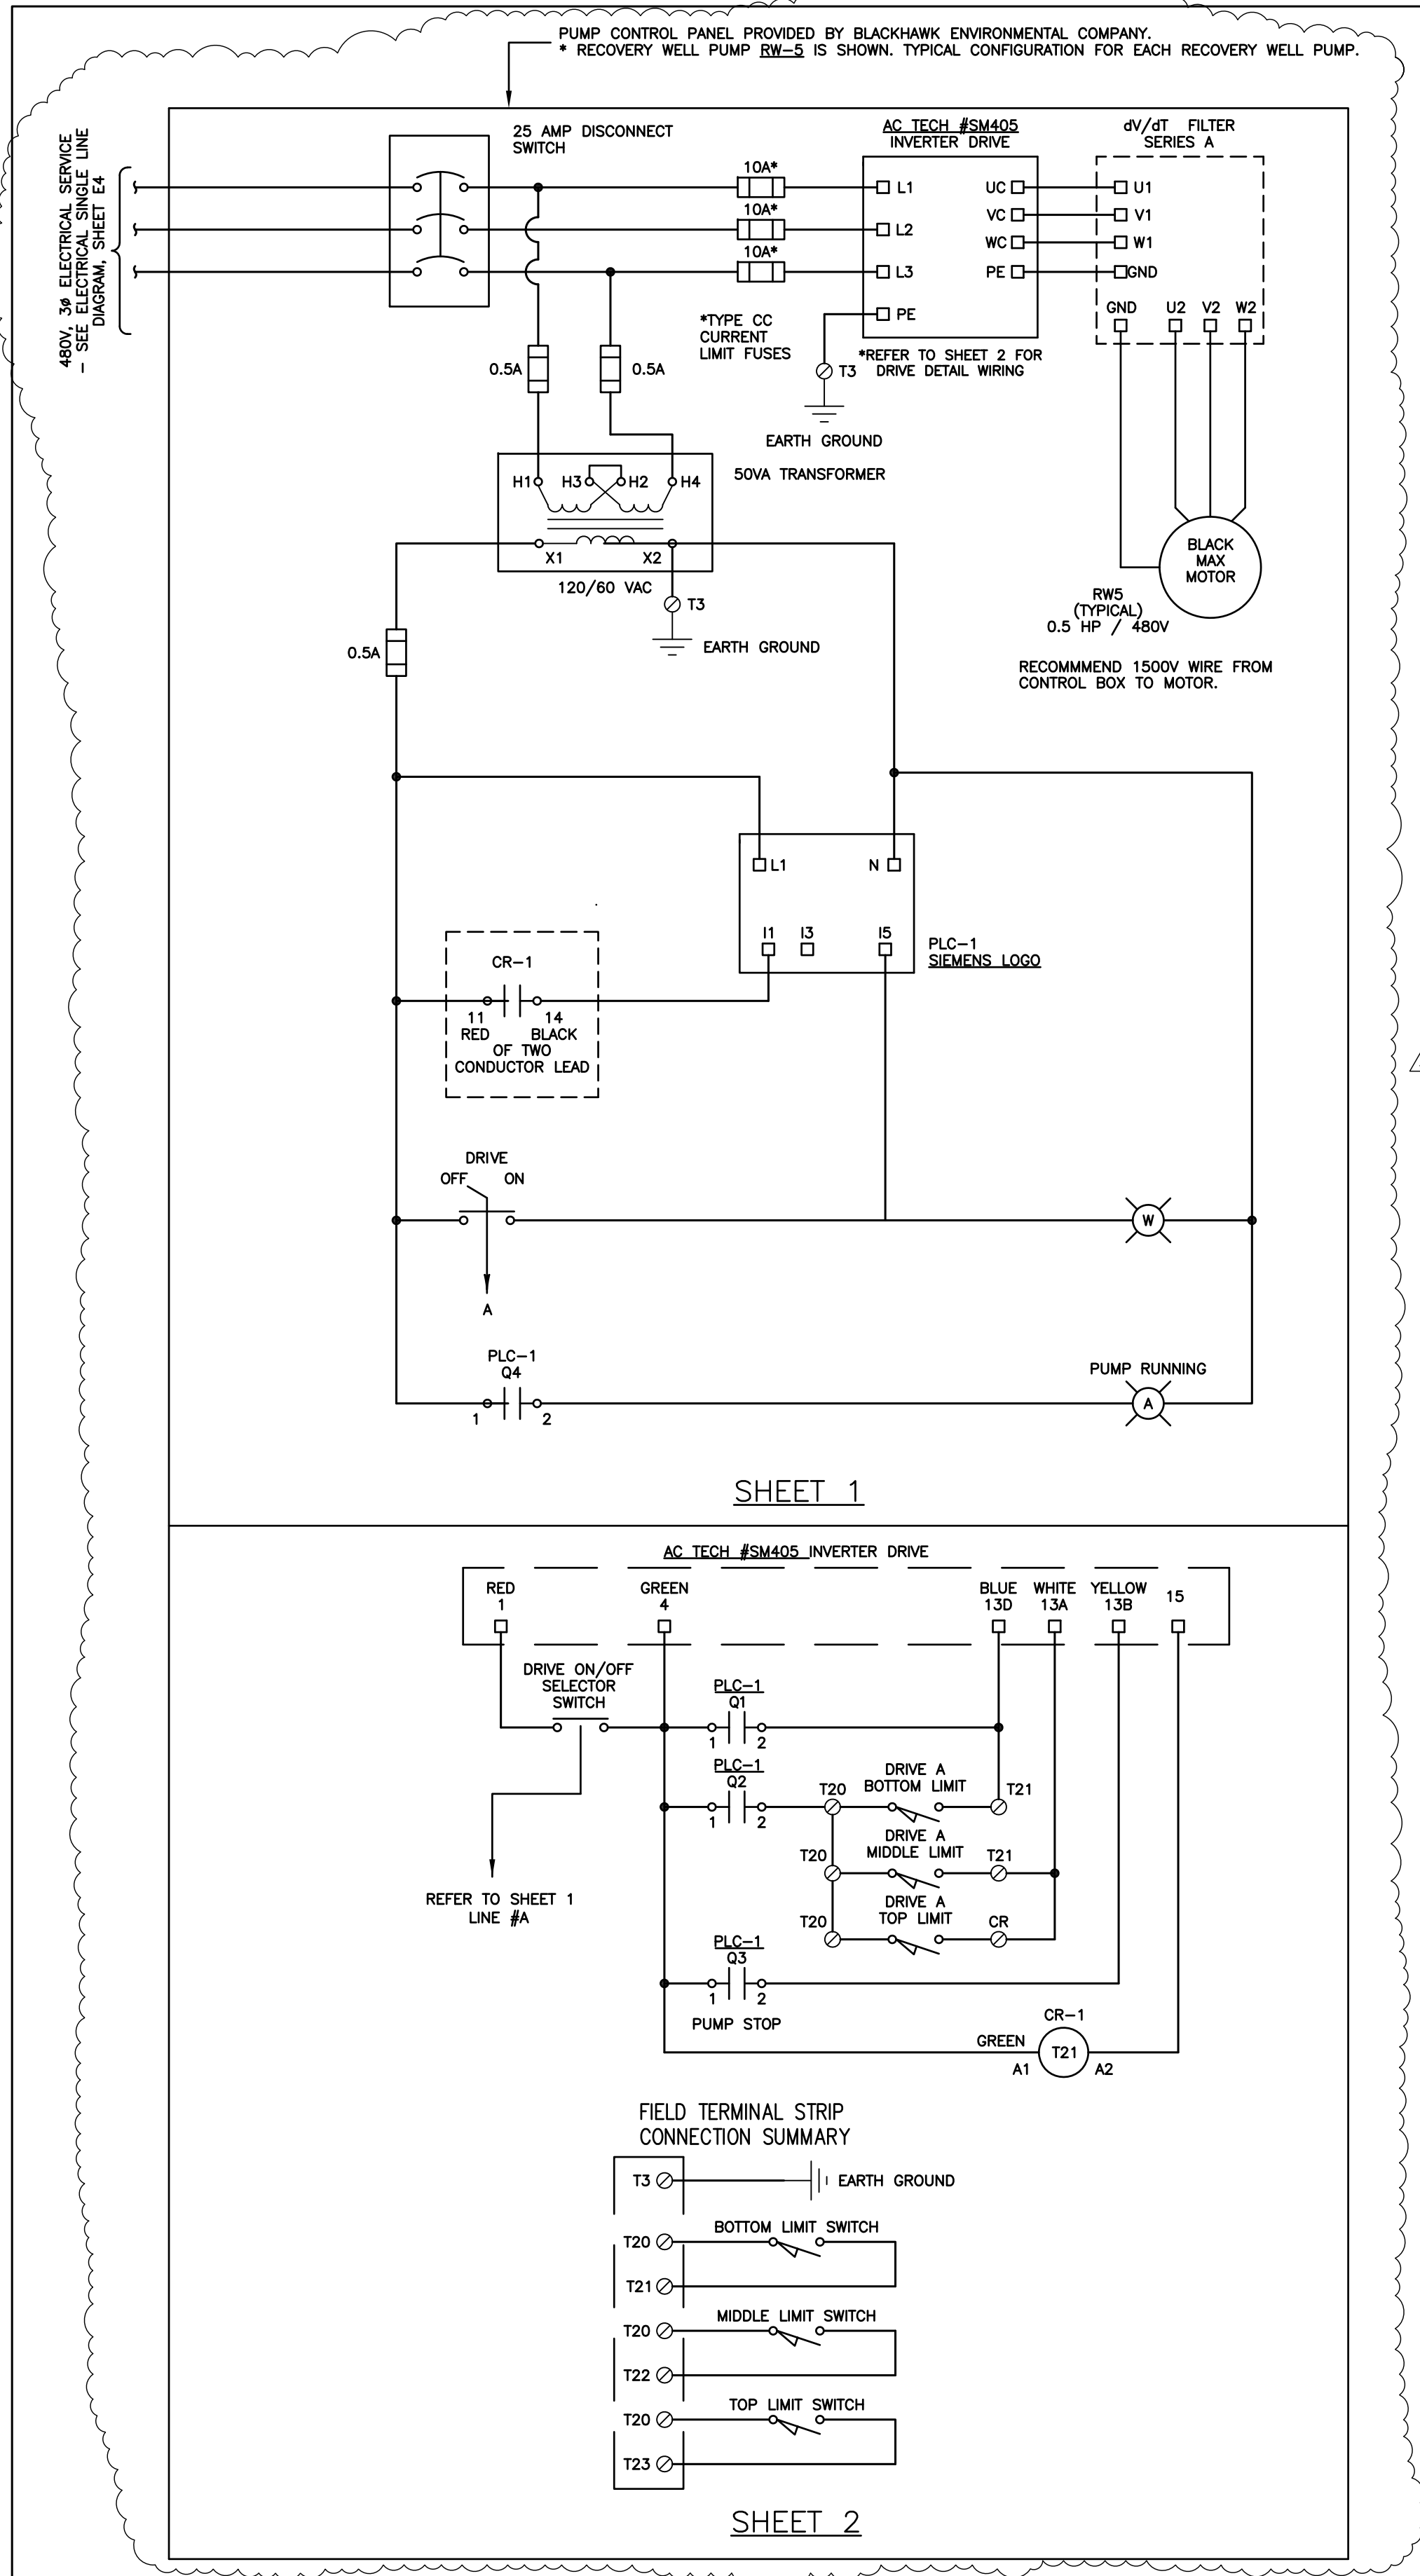 PUMP CONTROL PANEL PROVIDED BY BLACKHAWK ENVIRONMENTAL COMPANY.
* RECOVERY WELL PUMP RW-5 IS SHOWN. TYPICAL CONFIGURATION FOR EACH RECOVERY WELL PUMP.
480V, 3ø ELECTRICAL SERVICE
- SEE ELECTRICAL SINGLE LINE
DIAGRAM, SHEET E4
25 AMP DISCONNECT
SWITCH
10A*
10A*
10A*
*TYPE CC
CURRENT
LIMIT FUSES
AC TECH #SM405
INVERTER DRIVE
L1
L2
L3
PE
UC
VC
WC
PE
*REFER TO SHEET 2 FOR
DRIVE DETAIL WIRING
T3
EARTH GROUND
dV/dT FILTER
SERIES A
U1
V1
W1
GND
GND U2 V2 W2
BLACK
MAX
MOTOR
RW5
(TYPICAL)
0.5 HP / 480V
RECOMMMEND 1500V WIRE FROM
CONTROL BOX TO MOTOR.
0.5A
0.5A
50VA TRANSFORMER
H1 H3 H2 H4
X1 X2
120/60 VAC
T3
EARTH GROUND
0.5A
L1 N
I1 I3 I5
PLC-1
SIEMENS LOGO
CR-1
11 14
RED BLACK
OF TWO
CONDUCTOR LEAD
DRIVE
OFF ON
A
W
PLC-1
Q4
1 2
PUMP RUNNING
A
SHEET 1
AC TECH #SM405 INVERTER DRIVE
RED
1
GREEN
4
BLUE
13D
WHITE
13A
YELLOW
13B
15
DRIVE ON/OFF
SELECTOR
SWITCH
REFER TO SHEET 1
LINE #A
PLC-1
Q1
1 2
PLC-1
Q2
1 2
T20
DRIVE A
BOTTOM LIMIT
T21
T20
DRIVE A
MIDDLE LIMIT
T21
T20
DRIVE A
TOP LIMIT
CR
PLC-1
Q3
1 2
PUMP STOP
CR-1
GREEN
T21
A1 A2
FIELD TERMINAL STRIP
CONNECTION SUMMARY
T3
EARTH GROUND
T20
BOTTOM LIMIT SWITCH
T21
T20
MIDDLE LIMIT SWITCH
T22
T20
TOP LIMIT SWITCH
T23
SHEET 2